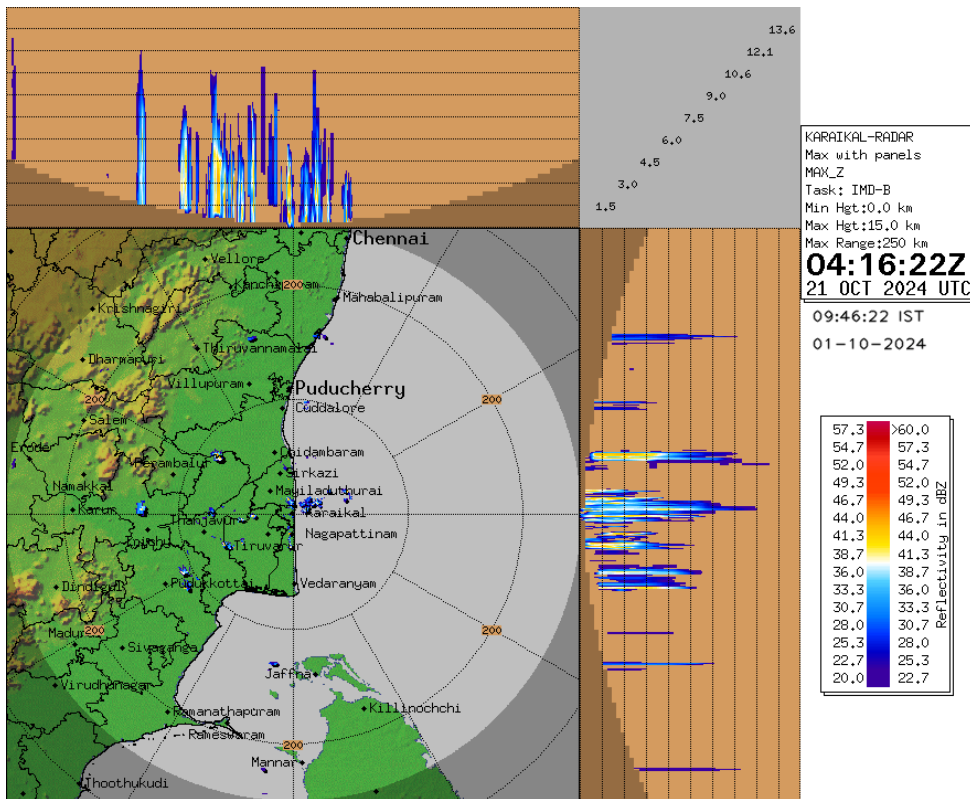 13.6
12.1
10.6
9.0
7.5
6.0
4.5
3.0
1.5
KARAIKAL-RADAR
Max with panels
MAX_Z
Task: IMD-B
Min Hgt:0.0 km
Max Hgt:15.0 km
Max Range:250 km
04:16:22Z
21 OCT 2024 UTC
09:46:22 IST
01-10-2024
Chennai
Vellore
200
Mahabalipuram
Krishnagiri
Thiruvannamalai
Dharmapuri
Villupuram
Puducherry
200
200
Cuddalore
Salem
Erode
Perambalur
Sirkazi
Namakkal
Mayiladuthurai
Karur
Thanjavur
Karaikal
Nagapattinam
Tiruvarur
Dindigul
Pudukkottai
Vedaranyam
200
200
Sivaganga
Jaffna
Virudhunagar
Killinochchi
Ramanathapuram
Rameswaram
200
Mannar
Thoothukudi
57.3 >60.0
54.7 57.3
52.0 54.7
49.3 52.0
46.7 49.3
44.0 46.7
41.3 44.0
38.7 41.3
36.0 38.7
33.3 36.0
30.7 33.3
28.0 30.7
25.3 28.0
22.7 25.3
20.0 22.7
Reflectivity in dBZ